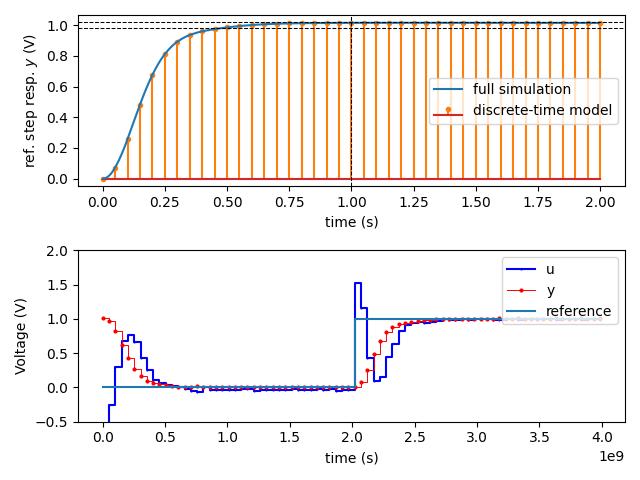 ref. step resp. y (V)
1.0
0.8
0.6
0.4
0.2
0.0
full simulation
discrete-time model
0.00 0.25 0.50 0.75 1.00 1.25 1.50 1.75 2.00
time (s)
Voltage (V)
2.0
1.5
1.0
0.5
0.0
−0.5
u
y
reference
0.0 0.5 1.0 1.5 2.0 2.5 3.0 3.5 4.0
1e9
time (s)